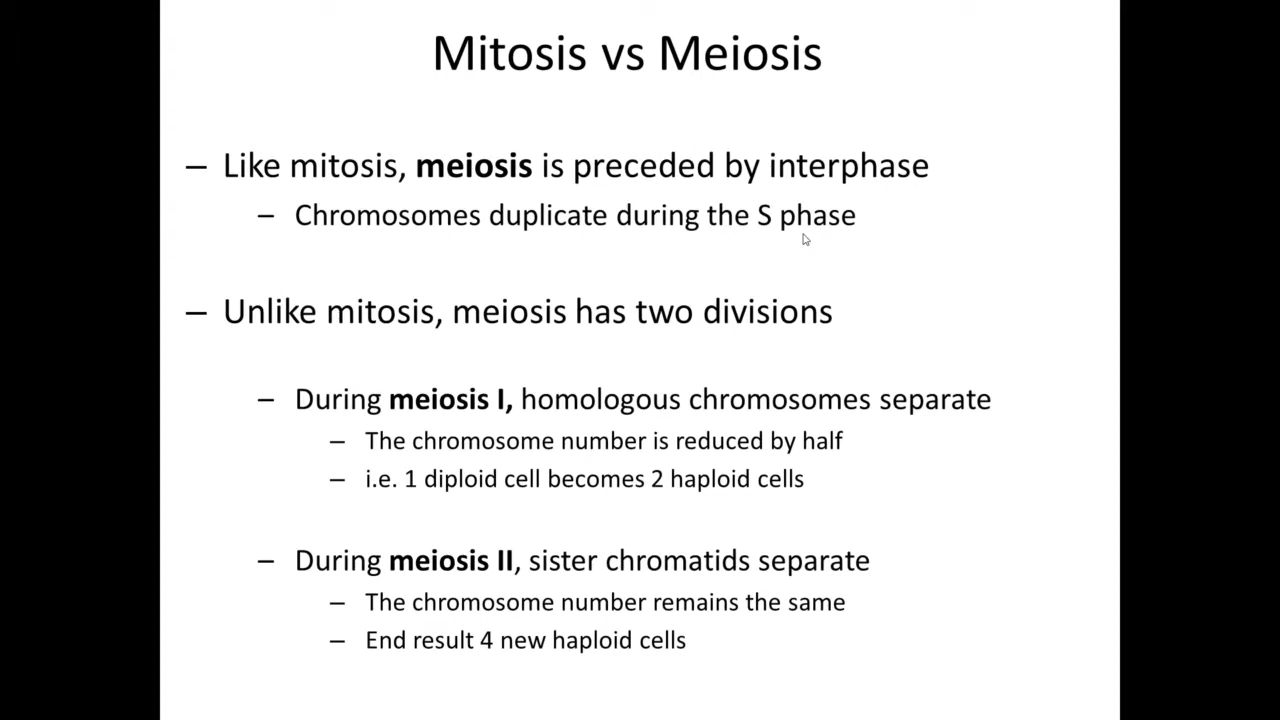 Mitosis vs Meiosis
– Like mitosis, meiosis is preceded by interphase
– Chromosomes duplicate during the S phase
– Unlike mitosis, meiosis has two divisions
– During meiosis I, homologous chromosomes separate
– The chromosome number is reduced by half
– i.e. 1 diploid cell becomes 2 haploid cells
– During meiosis II, sister chromatids separate
– The chromosome number remains the same
– End result 4 new haploid cells